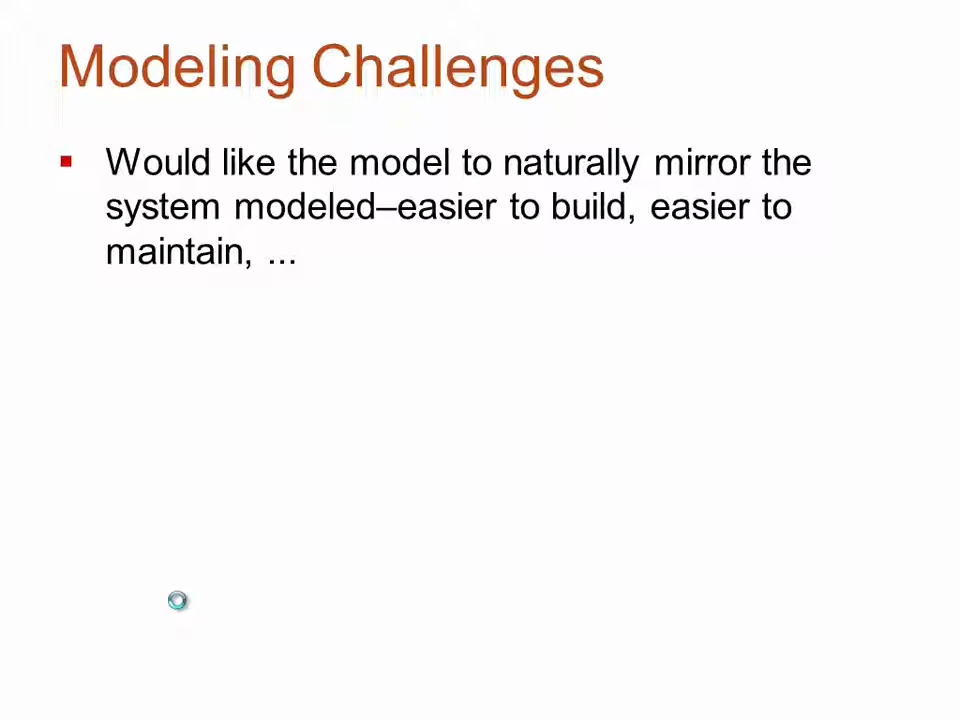 Modeling Challenges
Would like the model to naturally mirror the
system modeled–easier to build, easier to
maintain, ...